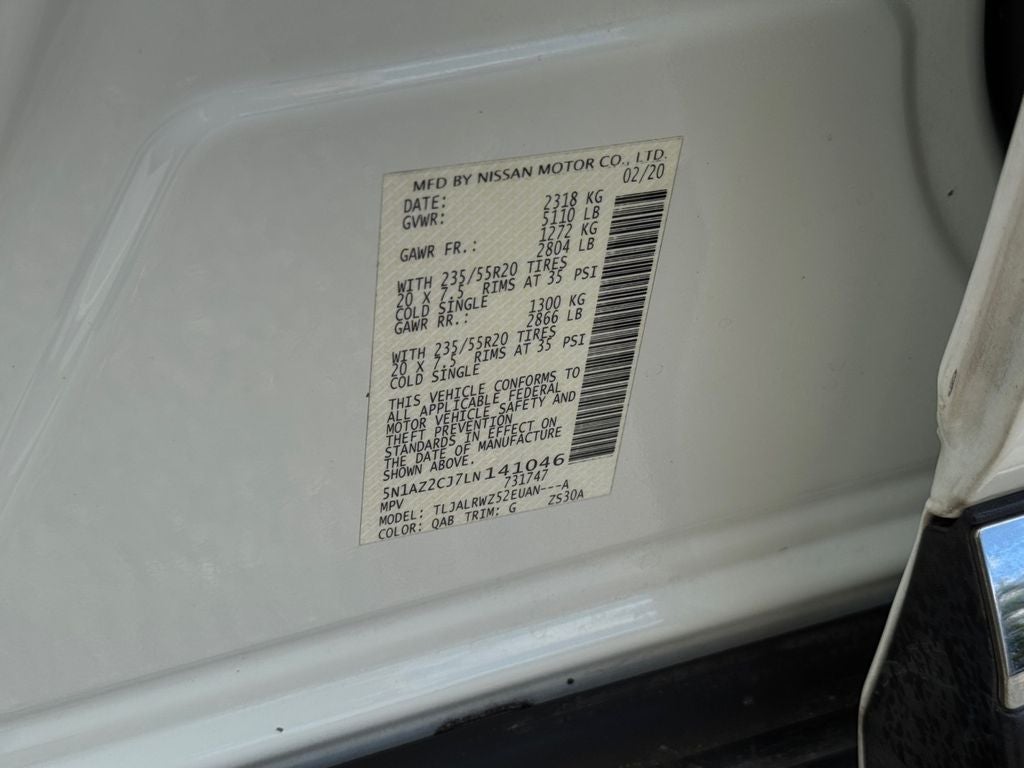 MFD BY NISSAN MOTOR CO., LTD.
DATE: 02/20
GVWR: 2318 KG
5110 LB
GAWR FR.: 1272 KG
2804 LB
WITH 235/55R20 TIRES
20 X 7.5 RIMS AT 35 PSI
COLD SINGLE
GAWR RR.: 1300 KG
2866 LB
WITH 235/55R20 TIRES
20 X 7.5 RIMS AT 35 PSI
COLD SINGLE
THIS VEHICLE CONFORMS TO
ALL APPLICABLE FEDERAL
MOTOR VEHICLE SAFETY AND
THEFT PREVENTION
STANDARDS IN EFFECT ON
THE DATE OF MANUFACTURE
SHOWN ABOVE.
5N1AZ2CJ7LN141046
MPV 731747
MODEL: TLJALRWZ52EUAN---A
COLOR: QAB TRIM: G ZS30A